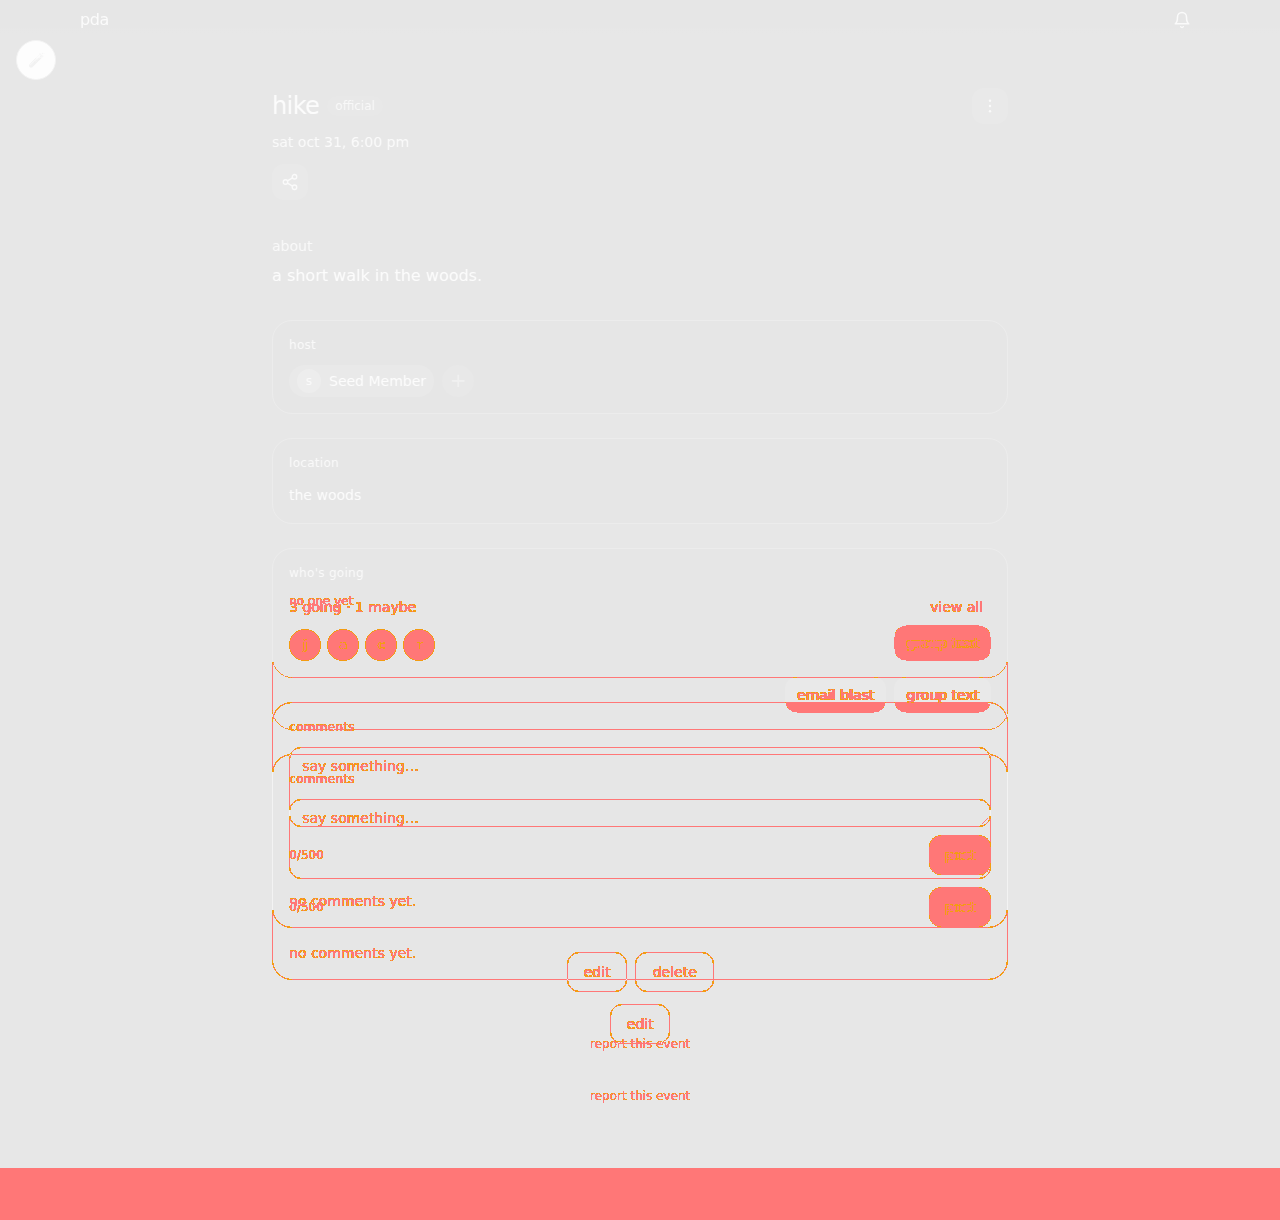 pda
hike official
sat oct 31, 6:00 pm
about
a short walk in the woods.
host
S Seed Member +
location
the woods
who's going
no one yet
3 going · 1 maybe view all
email blast group text
comments
say something...
comments
say something...
0/500
no comments yet.
0/500
no comments yet.
edit delete
edit
report this event
report this event